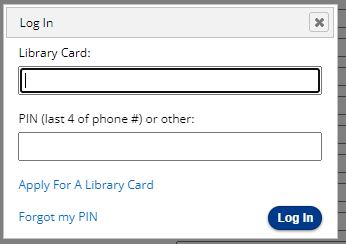 Log In
Library Card:
PIN (last 4 of phone #) or other:
Apply For A Library Card
Forgot my PIN
Log In